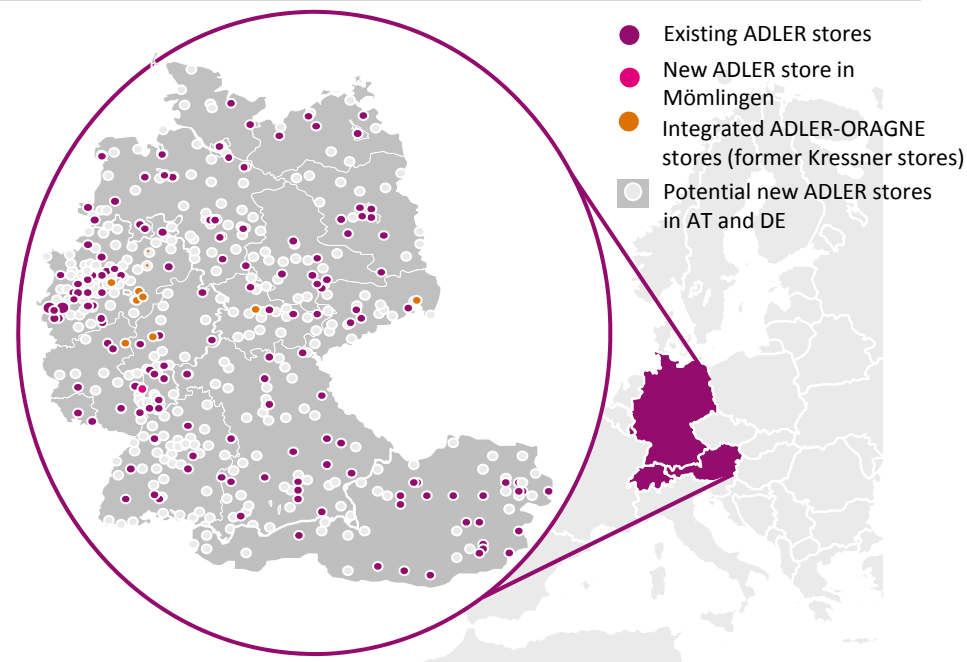 Existing ADLER stores
New ADLER store in
Mömlingen
Integrated ADLER-ORAGNE
stores (former Kressner stores)
Potential new ADLER stores
in AT and DE